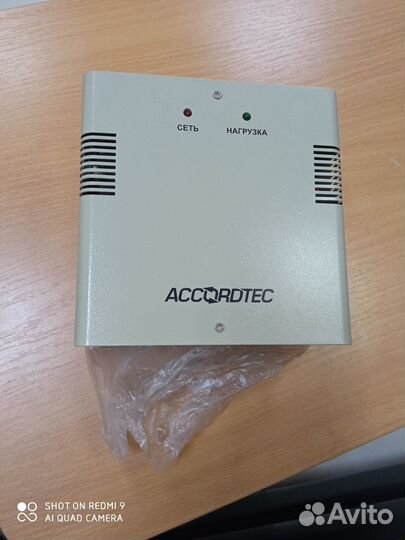 СЕТЬ НАГРУЗКА
ACCORDTEC
SHOT ON REDMI 9
AI QUAD CAMERA
Avito